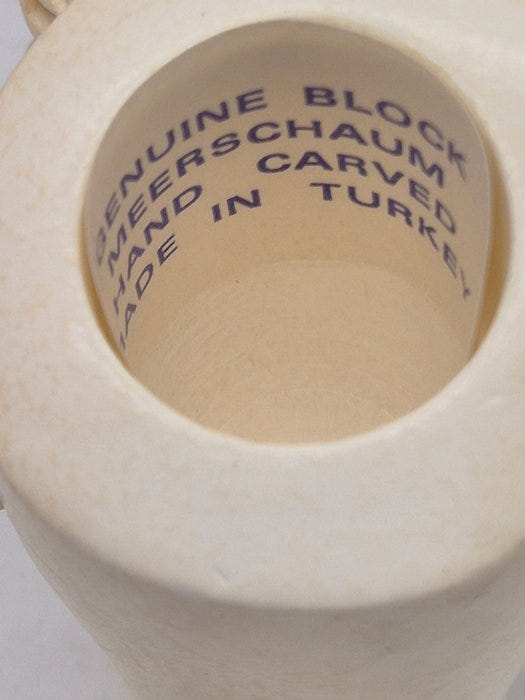 GENUINE BLOCK
MEERSCHAUM
HAND CARVED
MADE IN TURKEY